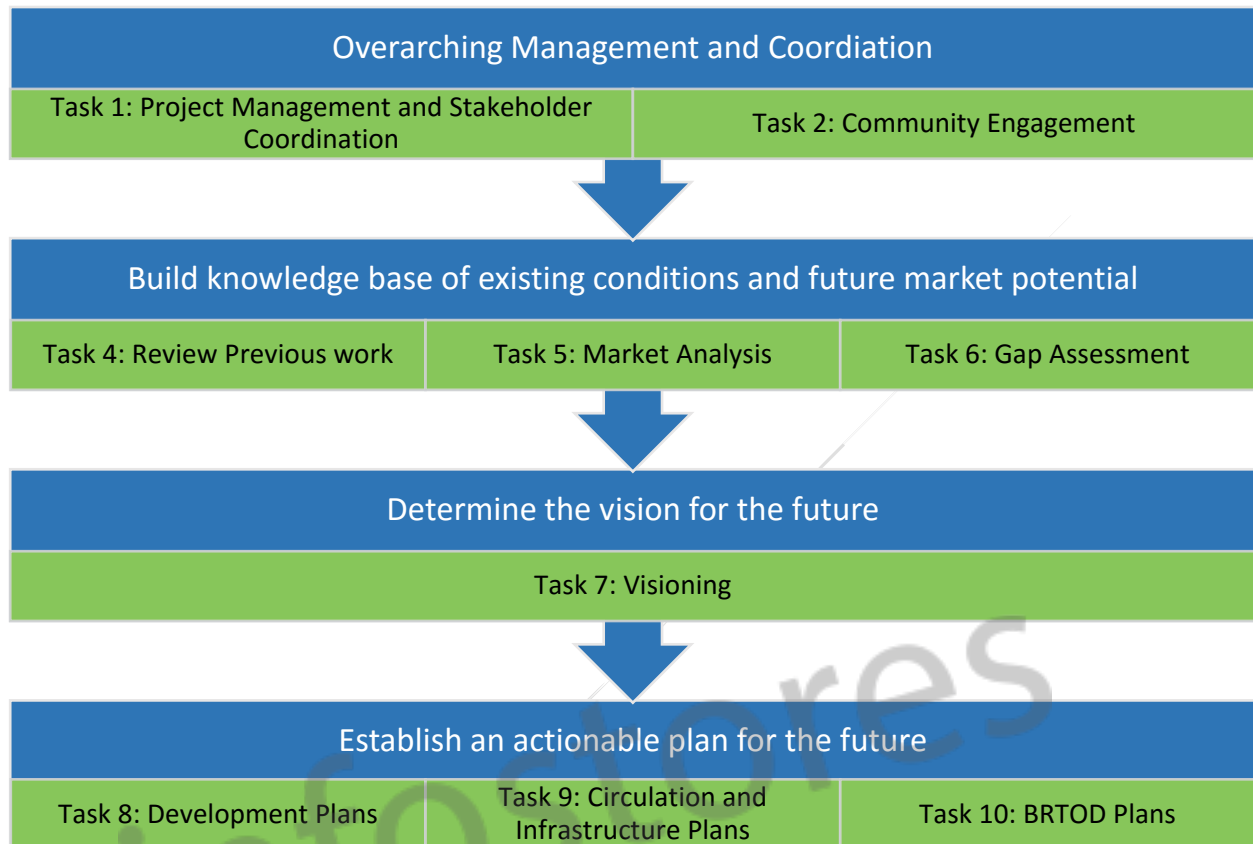 Overarching Management and Coordiation
Task 1: Project Management and Stakeholder
Coordination
Task 2: Community Engagement
Build knowledge base of existing conditions and future market potential
Task 4: Review Previous work
Task 5: Market Analysis
Task 6: Gap Assessment
Determine the vision for the future
Task 7: Visioning
Establish an actionable plan for the future
Task 8: Development Plans
Task 9: Circulation and
Infrastructure Plans
Task 10: BRTOD Plans
infostores